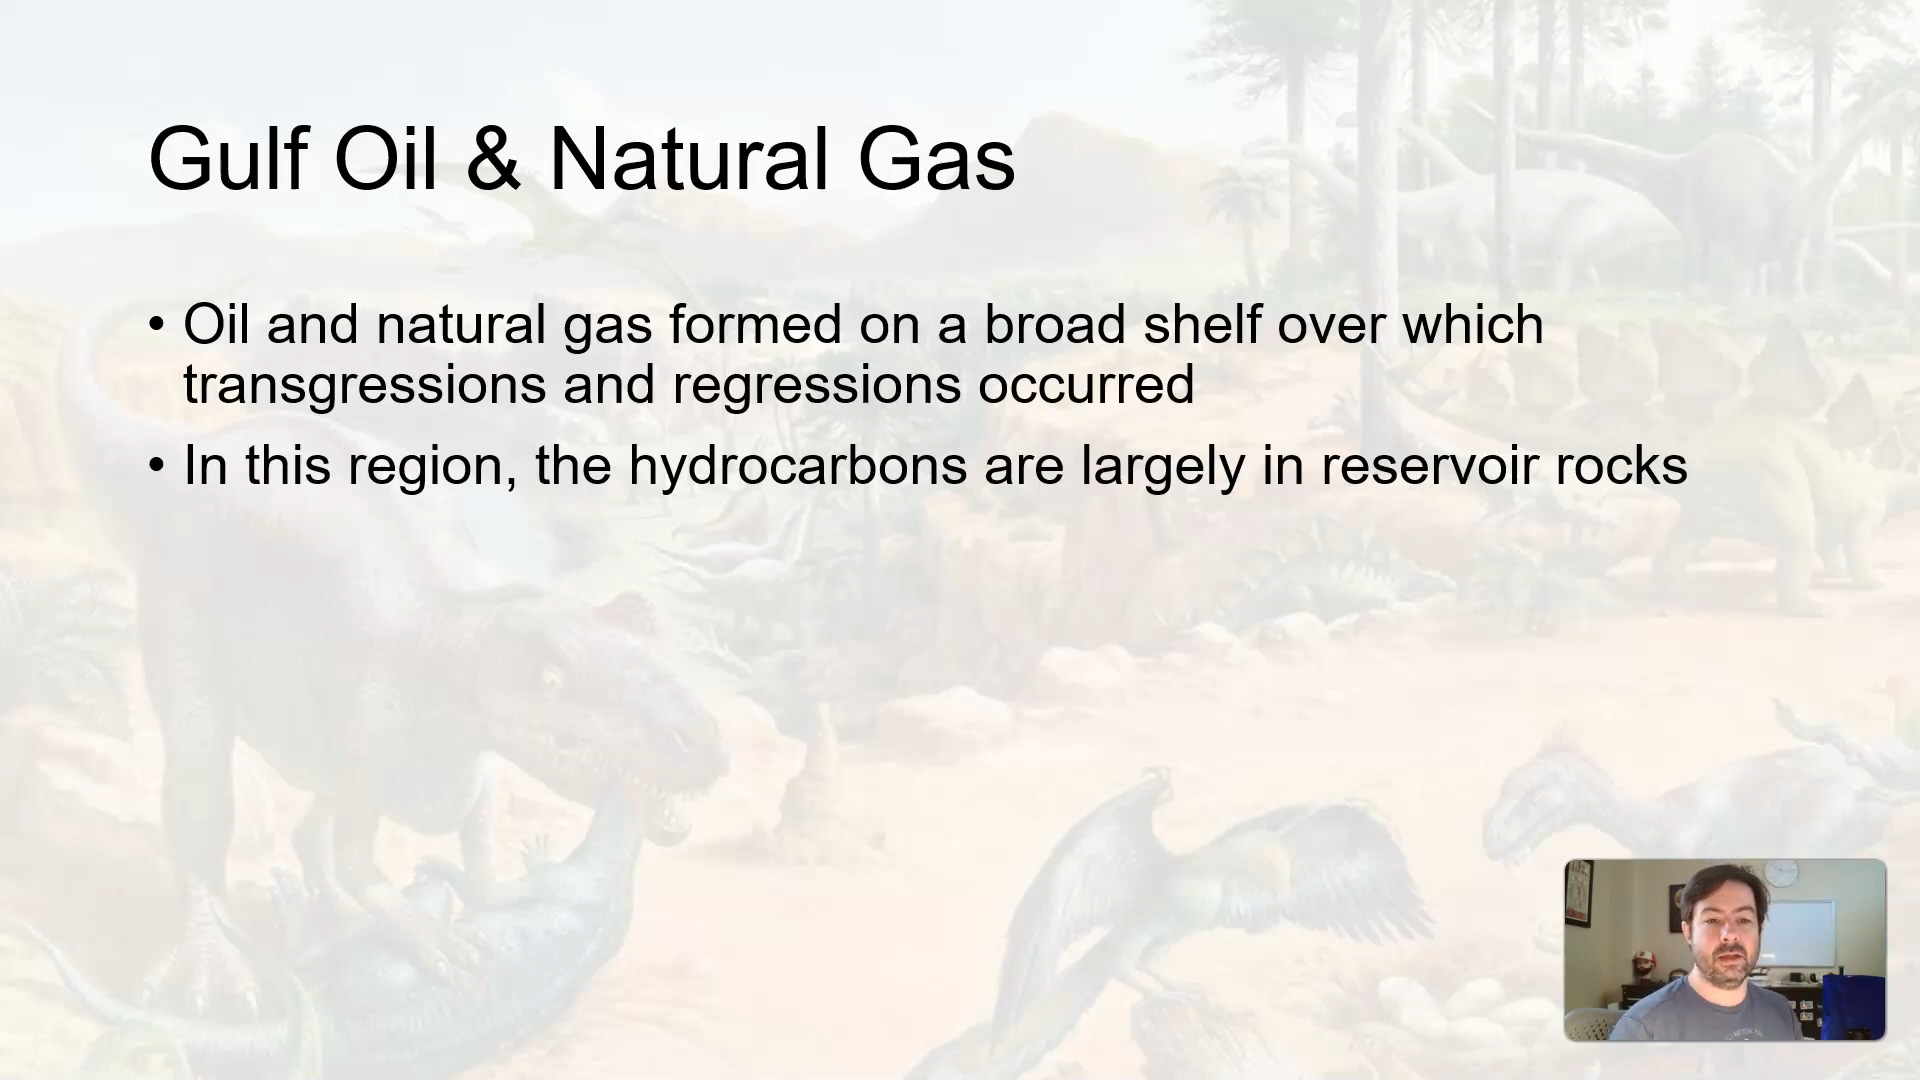 Gulf Oil & Natural Gas
• Oil and natural gas formed on a broad shelf over which
transgressions and regressions occurred
• In this region, the hydrocarbons are largely in reservoir rocks